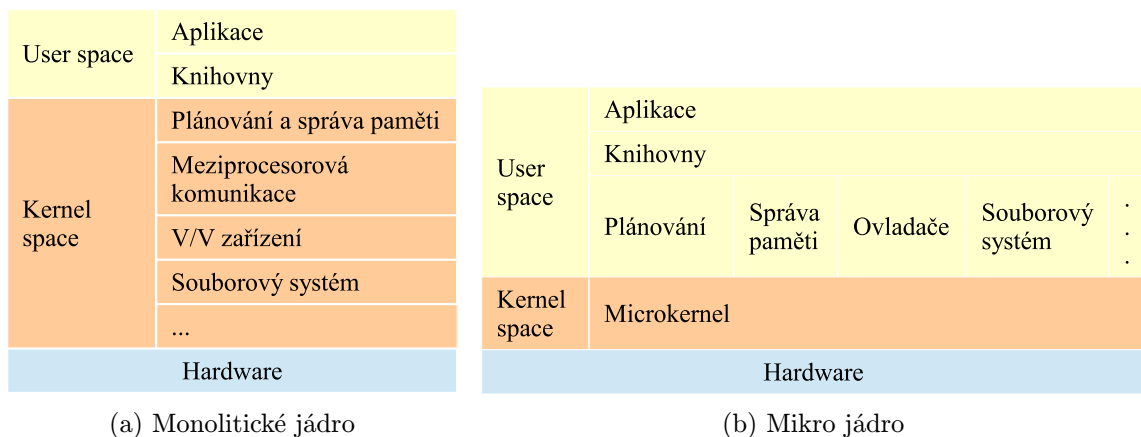 User space
Aplikace
Knihovny
Kernel
space
Plánování a správa paměti
Meziprocesorová
komunikace
V/V zařízení
Souborový systém
...
Hardware
(a) Monolitické jádro
User
space
Aplikace
Knihovny
Plánování
Správa
paměti
Ovladače
Souborový
systém
.
.
.
Kernel
space
Microkernel
Hardware
(b) Mikro jádro